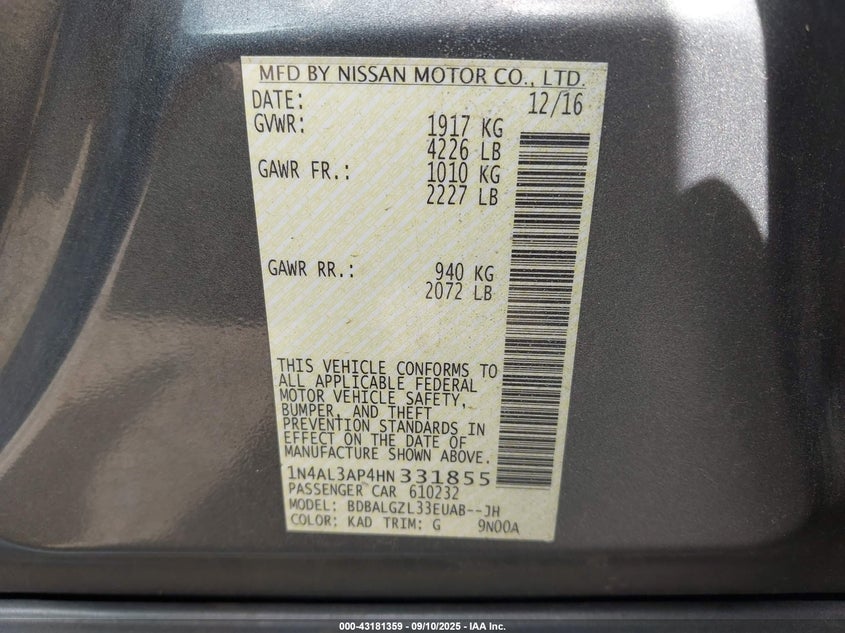 MFD BY NISSAN MOTOR CO., LTD.
DATE: 12/16
GVWR: 1917 KG
4226 LB
GAWR FR.: 1010 KG
2227 LB
GAWR RR.: 940 KG
2072 LB
THIS VEHICLE CONFORMS TO
ALL APPLICABLE FEDERAL
MOTOR VEHICLE SAFETY,
BUMPER, AND THEFT
PREVENTION STANDARDS IN
EFFECT ON THE DATE OF
MANUFACTURE SHOWN ABOVE.
1N4AL3AP4HN331855
PASSENGER CAR 610232
MODEL: BDBALGZL33EUAB--JH
COLOR: KAD TRIM: G 9N00A
000-43181359 - 09/10/2025 - IAA Inc.